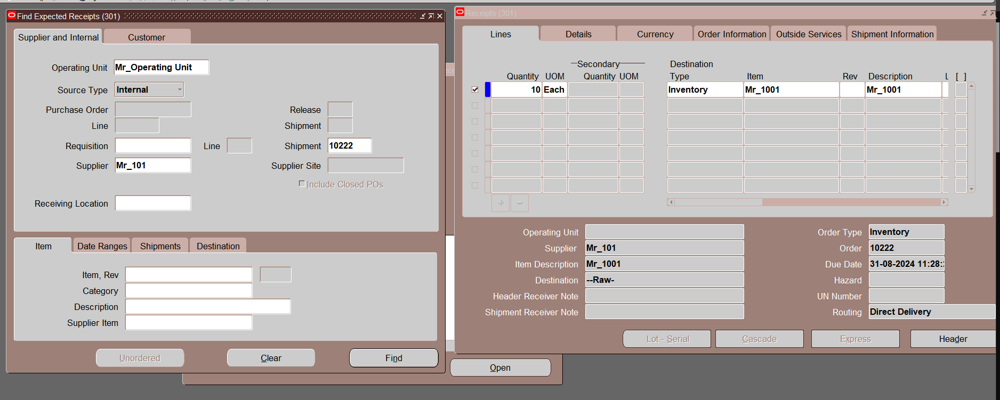 Find Expected Receipts (301)
Supplier and Internal
Customer
Operating Unit Mr_Operating Unit
Source Type Internal
Purchase Order
Release
Line
Shipment
Requisition
Line
Shipment 10222
Supplier Mr_101
Supplier Site
Include Closed POs
Receiving Location
Item
Date Ranges
Shipments
Destination
Item, Rev
Category
Description
Supplier Item
Unordered
Clear
Find
Open
Receipts (301)
Lines
Details
Currency
Order Information
Outside Services
Shipment Information
Secondary
Destination
Quantity UOM Quantity UOM Type Item Rev Description L [ ]
10 Each Inventory Mr_1001 Mr_1001
Operating Unit
Order Type Inventory
Supplier Mr_101
Order 10222
Item Description Mr_1001
Due Date 31-08-2024 11:28:
Destination --Raw-
Hazard
Header Receiver Note
UN Number
Shipment Receiver Note
Routing Direct Delivery
Lot - Serial
Cascade
Express
Header